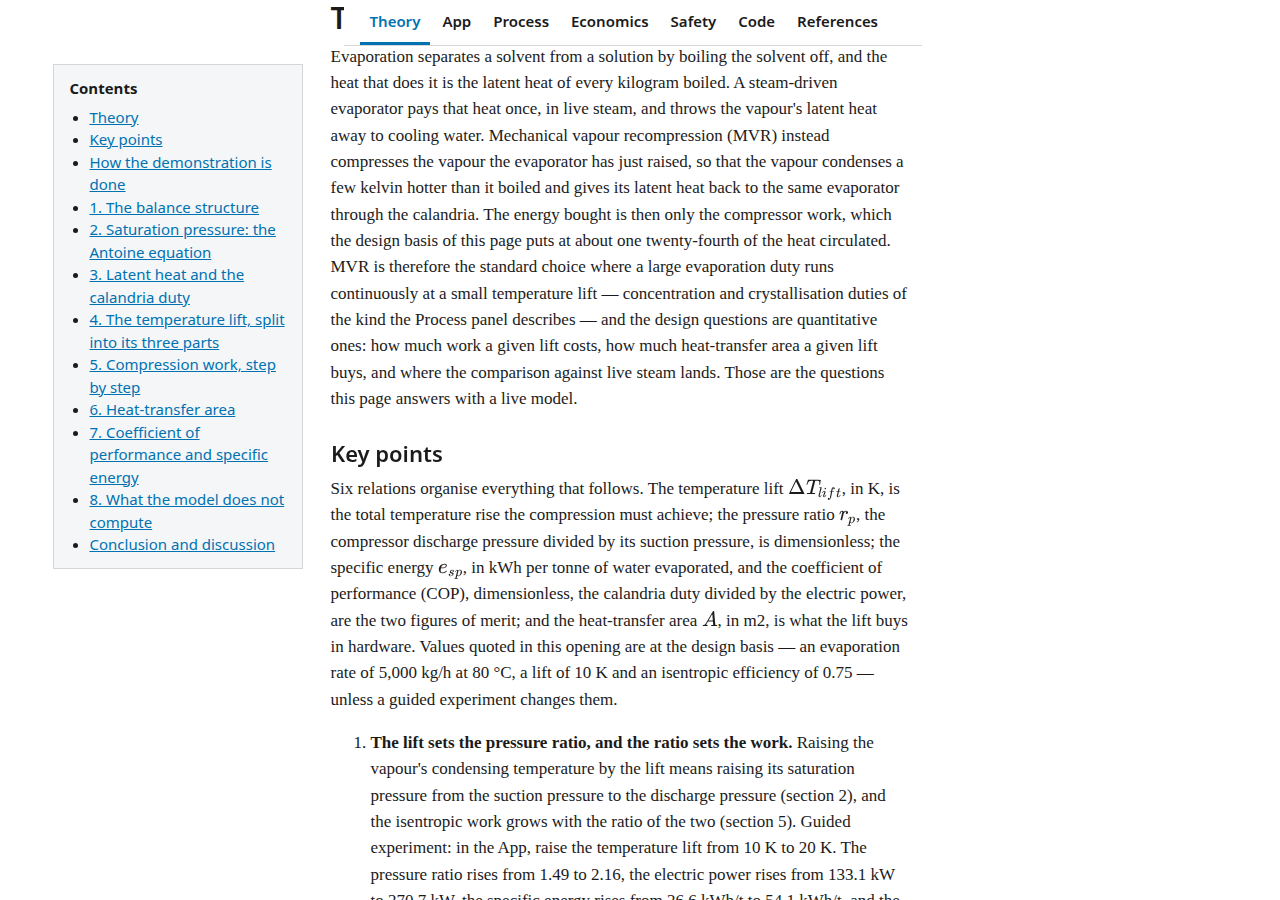 T Theory App Process Economics Safety Code References
Contents
Theory
Key points
How the demonstration is
done
1. The balance structure
2. Saturation pressure: the
Antoine equation
3. Latent heat and the
calandria duty
4. The temperature lift, split
into its three parts
5. Compression work, step
by step
6. Heat-transfer area
7. Coefficient of
performance and specific
energy
8. What the model does not
compute
Conclusion and discussion
Evaporation separates a solvent from a solution by boiling the solvent off, and the
heat that does it is the latent heat of every kilogram boiled. A steam-driven
evaporator pays that heat once, in live steam, and throws the vapour's latent heat
away to cooling water. Mechanical vapour recompression (MVR) instead
compresses the vapour the evaporator has just raised, so that the vapour condenses a
few kelvin hotter than it boiled and gives its latent heat back to the same evaporator
through the calandria. The energy bought is then only the compressor work, which
the design basis of this page puts at about one twenty-fourth of the heat circulated.
MVR is therefore the standard choice where a large evaporation duty runs
continuously at a small temperature lift — concentration and crystallisation duties of
the kind the Process panel describes — and the design questions are quantitative
ones: how much work a given lift costs, how much heat-transfer area a given lift
buys, and where the comparison against live steam lands. Those are the questions
this page answers with a live model.
Key points
Six relations organise everything that follows. The temperature lift ΔT_lift, in K, is
the total temperature rise the compression must achieve; the pressure ratio r_p, the
compressor discharge pressure divided by its suction pressure, is dimensionless; the
specific energy e_sp, in kWh per tonne of water evaporated, and the coefficient of
performance (COP), dimensionless, the calandria duty divided by the electric power,
are the two figures of merit; and the heat-transfer area A, in m2, is what the lift buys
in hardware. Values quoted in this opening are at the design basis — an evaporation
rate of 5,000 kg/h at 80 °C, a lift of 10 K and an isentropic efficiency of 0.75 —
unless a guided experiment changes them.
1. The lift sets the pressure ratio, and the ratio sets the work. Raising the
vapour's condensing temperature by the lift means raising its saturation
pressure from the suction pressure to the discharge pressure (section 2), and
the isentropic work grows with the ratio of the two (section 5). Guided
experiment: in the App, raise the temperature lift from 10 K to 20 K. The
pressure ratio rises from 1.49 to 2.16, the electric power rises from 133.1 kW
to 270.7 kW, the specific energy rises from 26.6 kWh/t to 54.1 kWh/t, and the